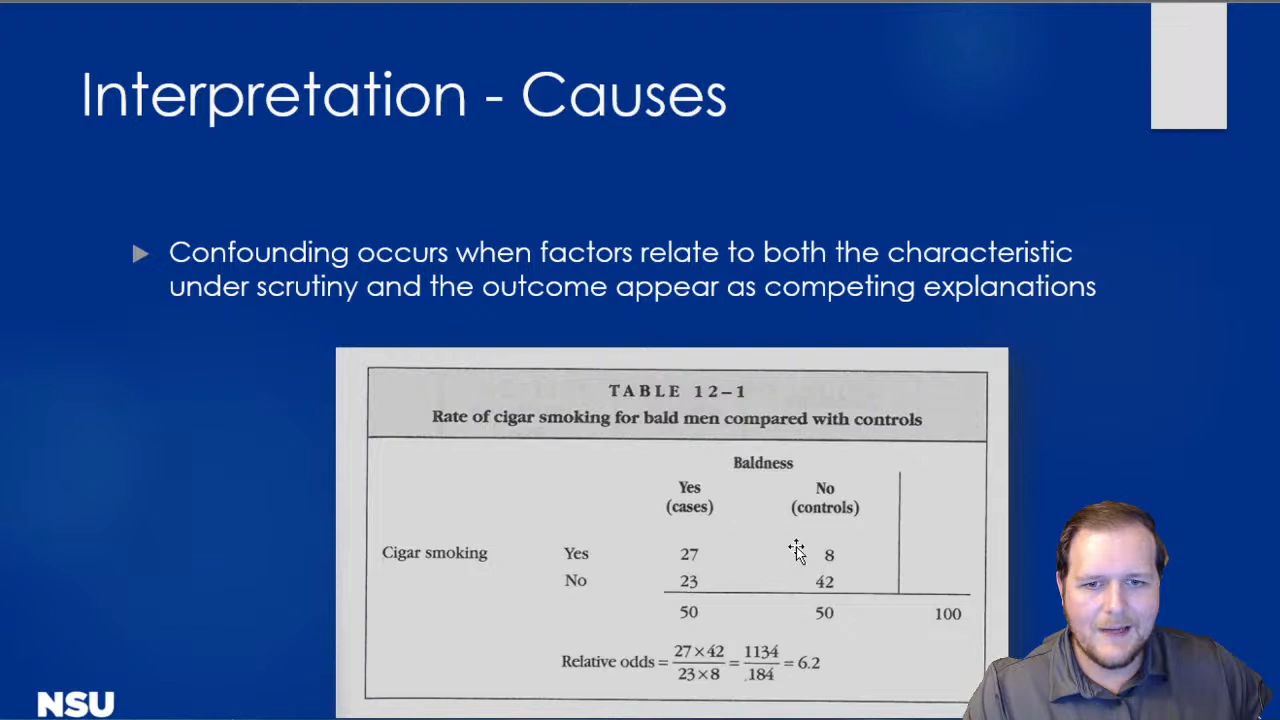 Interpretation - Causes
Confounding occurs when factors relate to both the characteristic
under scrutiny and the outcome appear as competing explanations
TABLE 12-1
Rate of cigar smoking for bald men compared with controls
Baldness
Yes No
(cases) (controls)
Cigar smoking Yes 27 8
No 23 42
50 50 100
Relative odds = 27×42 / 23×8 = 1134 / 184 = 6.2
NSU